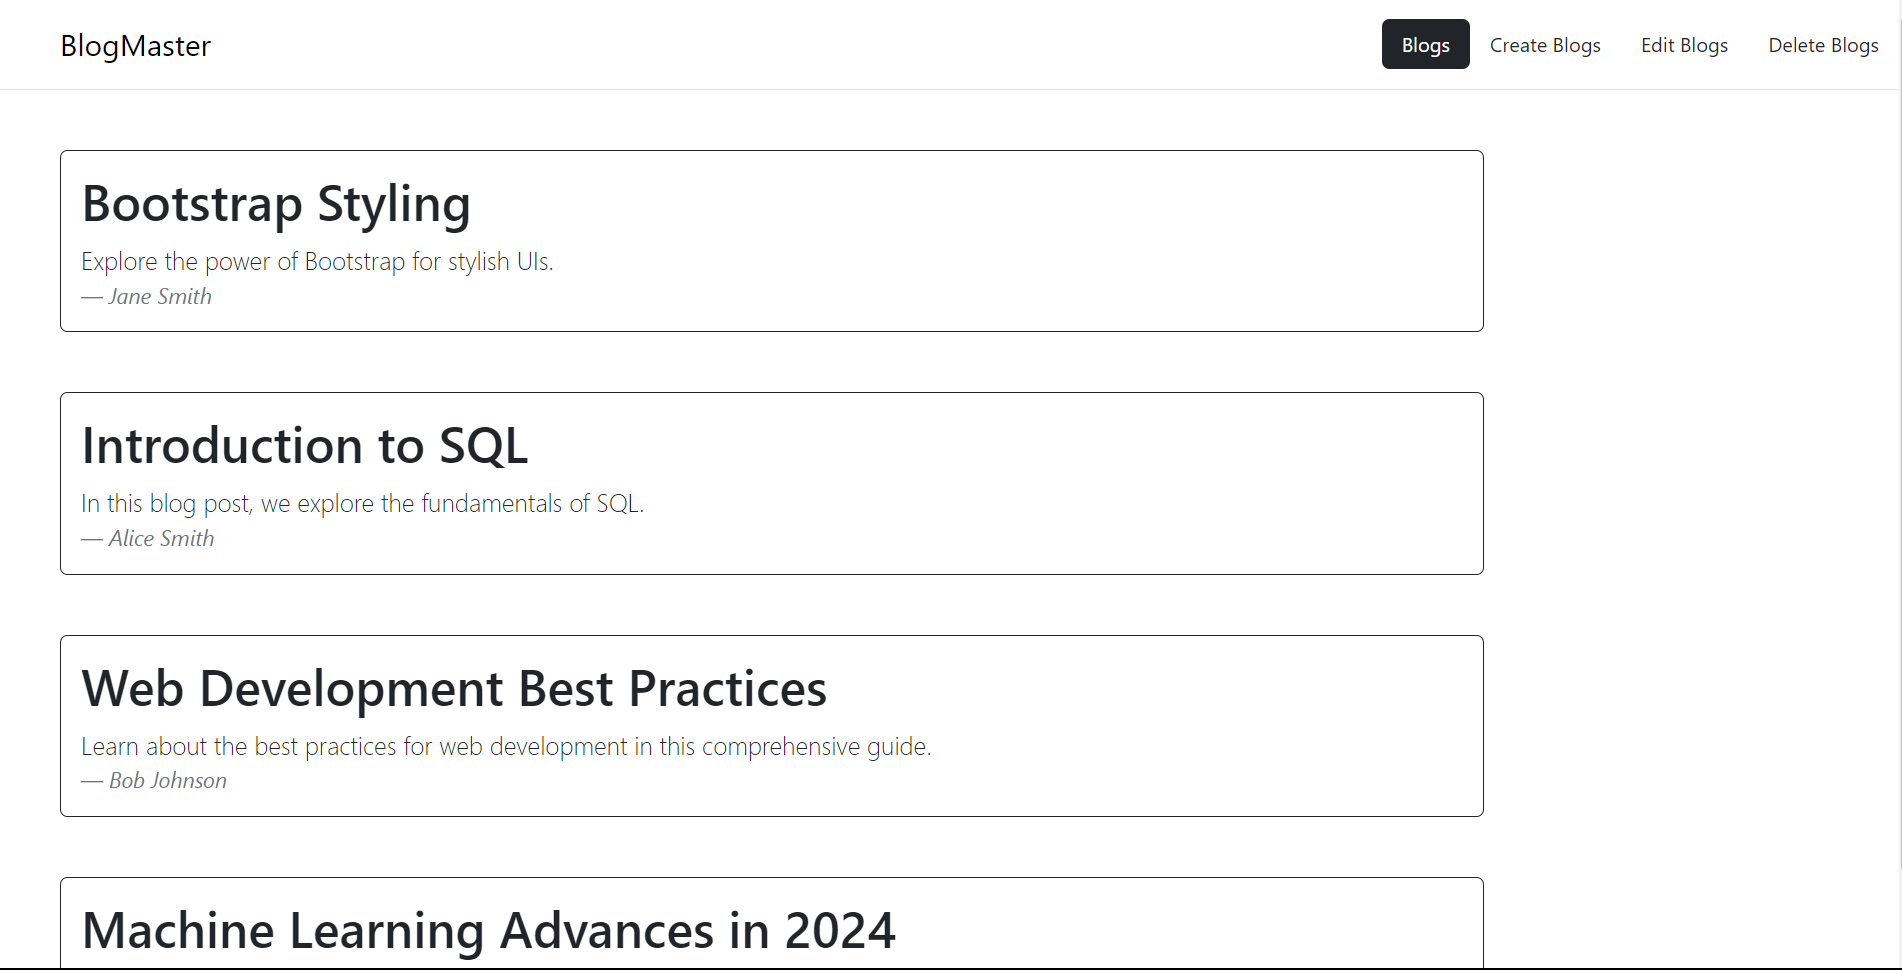 BlogMaster
Blogs Create Blogs Edit Blogs Delete Blogs
Bootstrap Styling
Explore the power of Bootstrap for stylish UIs.
— Jane Smith
Introduction to SQL
In this blog post, we explore the fundamentals of SQL.
— Alice Smith
Web Development Best Practices
Learn about the best practices for web development in this comprehensive guide.
— Bob Johnson
Machine Learning Advances in 2024